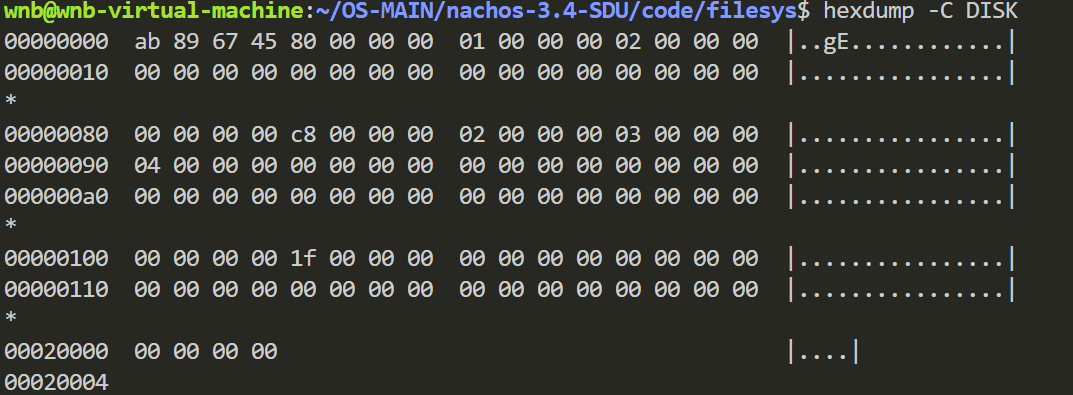 wnb@wnb-virtual-machine:~/OS-MAIN/nachos-3.4-SDU/code/filesys$ hexdump -C DISK
00000000  ab 89 67 45 80 00 00 00  01 00 00 00 02 00 00 00  |..gE............|
00000010  00 00 00 00 00 00 00 00  00 00 00 00 00 00 00 00  |................|
*
00000080  00 00 00 00 c8 00 00 00  02 00 00 00 03 00 00 00  |................|
00000090  04 00 00 00 00 00 00 00  00 00 00 00 00 00 00 00  |................|
000000a0  00 00 00 00 00 00 00 00  00 00 00 00 00 00 00 00  |................|
*
00000100  00 00 00 00 1f 00 00 00  00 00 00 00 00 00 00 00  |................|
00000110  00 00 00 00 00 00 00 00  00 00 00 00 00 00 00 00  |................|
*
00020000  00 00 00 00                                       |....|
00020004